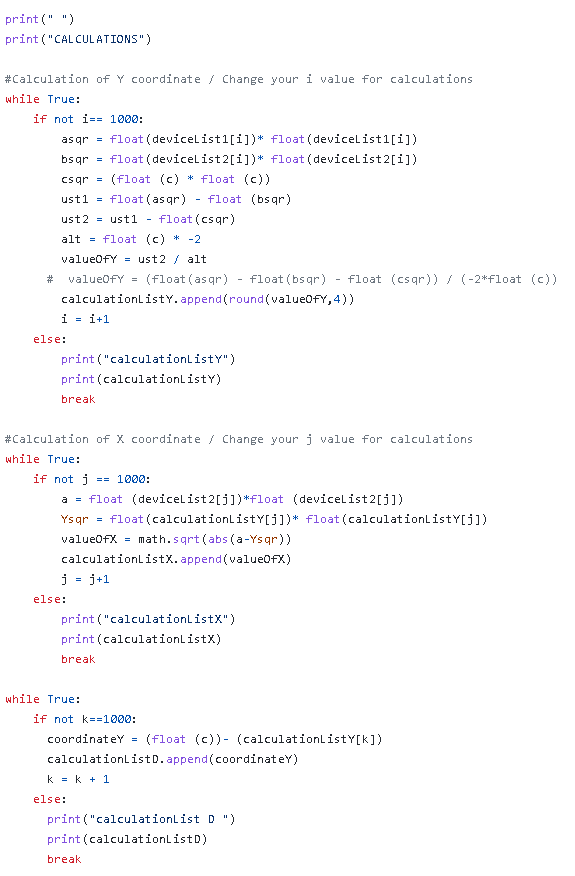 print(" ")
print("CALCULATIONS")
#Calculation of Y coordinate / Change your i value for calculations
while True:
    if not i== 1000:
        asqr = float(deviceList1[i])* float(deviceList1[i])
        bsqr = float(deviceList2[i])* float(deviceList2[i])
        csqr = (float (c) * float (c))
        ust1 = float(asqr) - float (bsqr)
        ust2 = ust1 - float(csqr)
        alt = float (c) * -2
        valueOfY = ust2 / alt
      #  valueOfY = (float(asqr) - float(bsqr) - float (csqr)) / (-2*float (c))
        calculationListY.append(round(valueOfY,4))
        i = i+1
    else:
        print("calculationListY")
        print(calculationListY)
        break
#Calculation of X coordinate / Change your j value for calculations
while True:
    if not j == 1000:
        a = float (deviceList2[j])*float (deviceList2[j])
        Ysqr = float(calculationListY[j])* float(calculationListY[j])
        valueOfX = math.sqrt(abs(a-Ysqr))
        calculationListX.append(valueOfX)
        j = j+1
    else:
        print("calculationListX")
        print(calculationListX)
        break
while True:
    if not k==1000:
      coordinateY = (float (c))- (calculationListY[k])
      calculationListD.append(coordinateY)
      k = k + 1
    else:
      print("calculationList D ")
      print(calculationListD)
      break